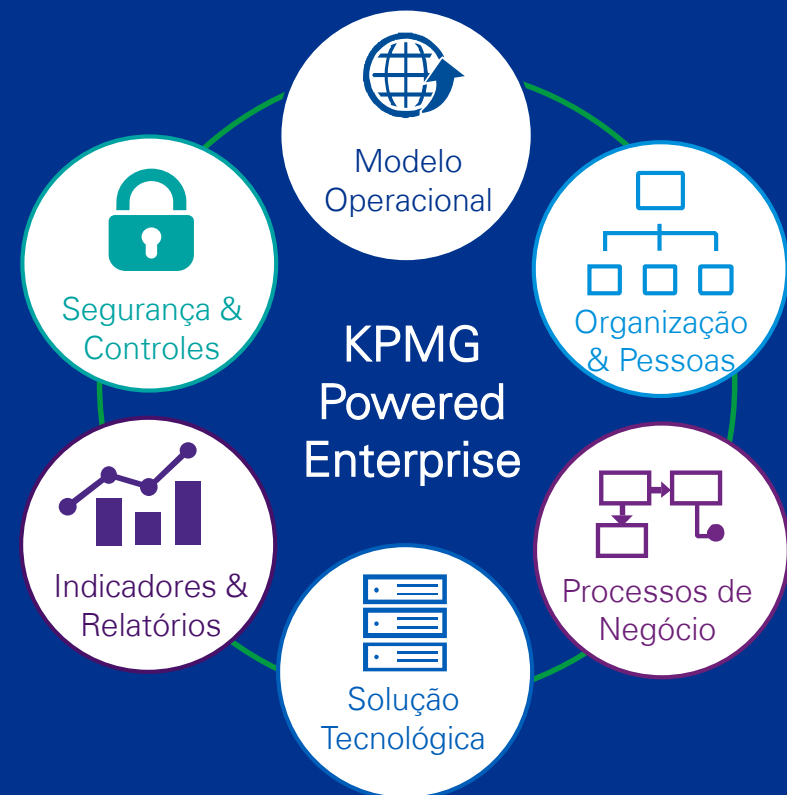 Modelo
Operacional
Segurança &
Controles
Organização
& Pessoas
KPMG
Powered
Enterprise
Indicadores &
Relatórios
Processos de
Negócio
Solução
Tecnológica